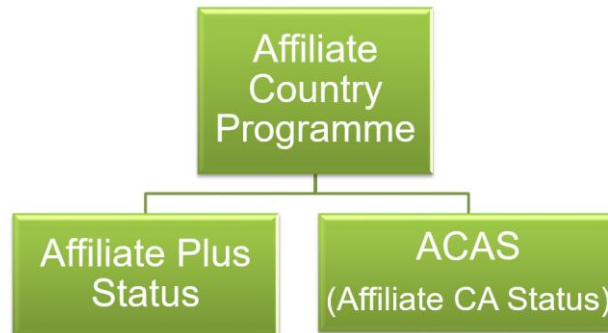 Affiliate
Country
Programme
Affiliate Plus
Status
ACAS
(Affiliate CA Status)